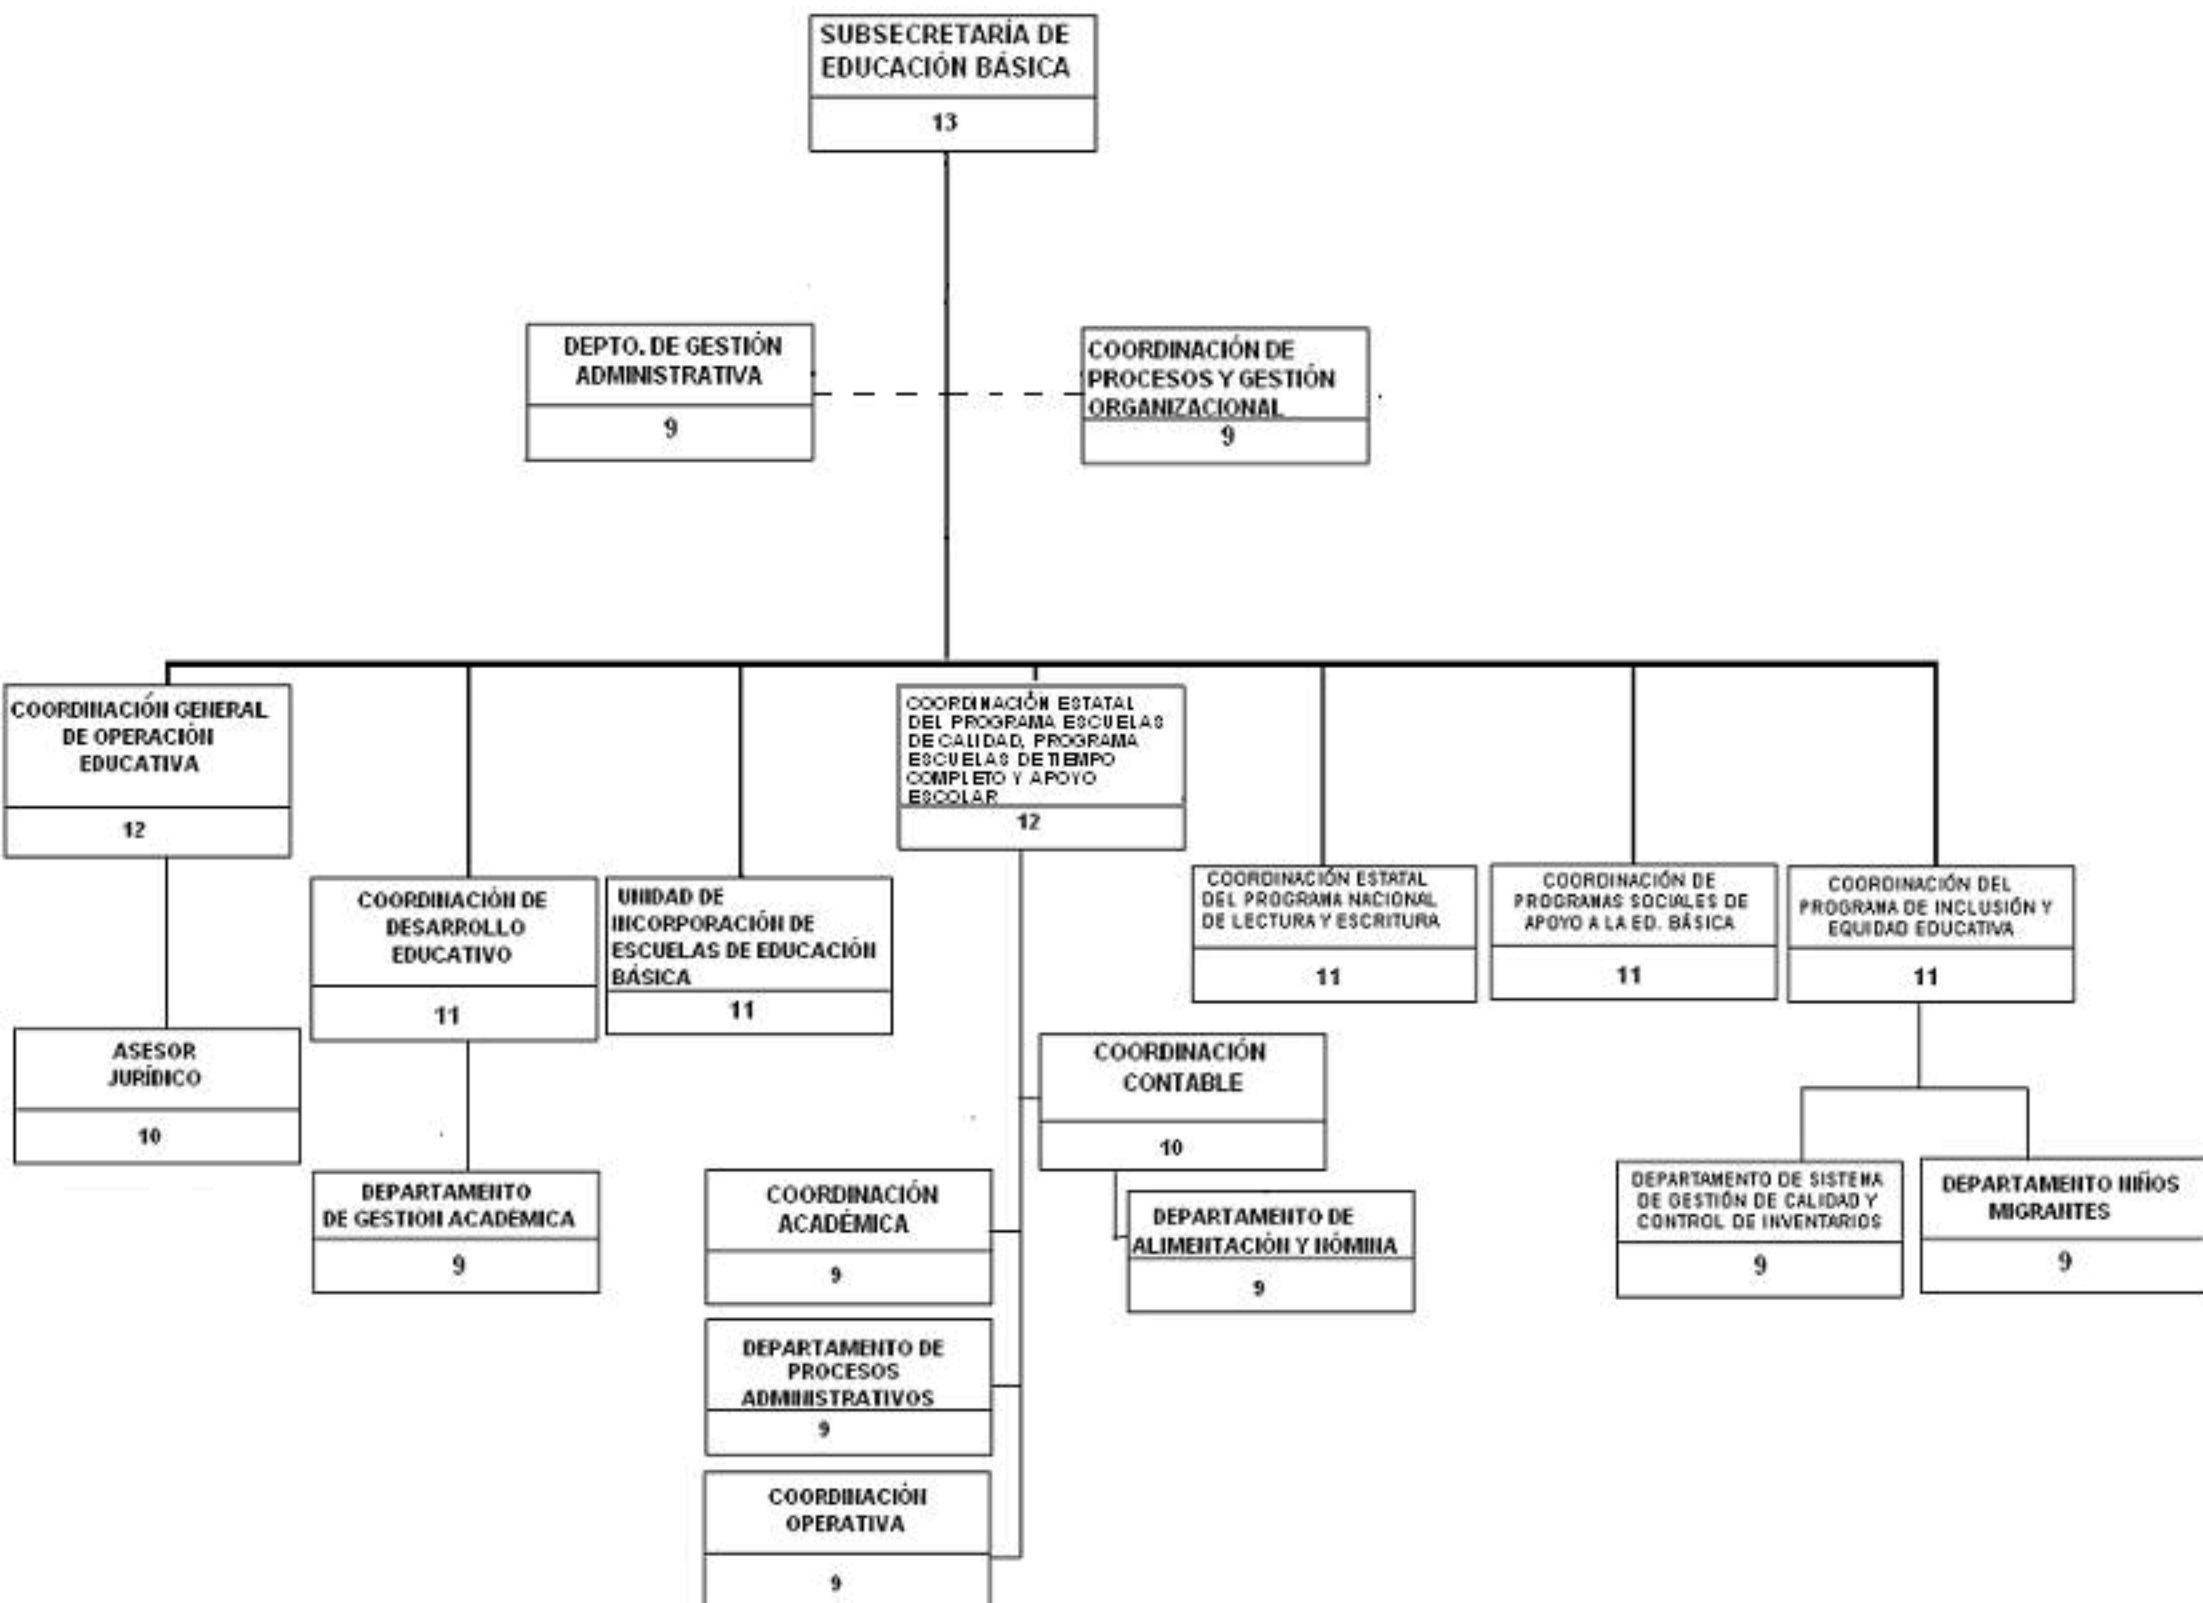 SUBSECRETARÍA DE
EDUCACIÓN BÁSICA
13
DEPTO. DE GESTIÓN
ADMINISTRATIVA
9
COORDINACIÓN DE
PROCESOS Y GESTIÓN
ORGANIZACIONAL
9
COORDINACIÓN GENERAL
DE OPERACIÓN
EDUCATIVA
12
ASESOR
JURÍDICO
10
COORDINACIÓN DE
DESARROLLO
EDUCATIVO
11
DEPARTAMENTO
DE GESTION ACADÉMICA
9
UNIDAD DE
INCORPORACIÓN DE
ESCUELAS DE EDUCACIÓN
BÁSICA
11
COORDINACIÓN ESTATAL
DEL PROGRAMA ESCUELAS
DE CALIDAD, PROGRAMA
ESCUELAS DE TIEMPO
COMPLETO Y APOYO
ESCOLAR
12
COORDINACIÓN
CONTABLE
10
DEPARTAMENTO DE
ALIMENTACIÓN Y NÓMINA
9
COORDINACIÓN
ACADÉMICA
9
DEPARTAMENTO DE
PROCESOS
ADMINISTRATIVOS
9
COORDINACIÓN
OPERATIVA
9
COORDINACIÓN ESTATAL
DEL PROGRAMA NACIONAL
DE LECTURA Y ESCRITURA
11
COORDINACIÓN DE
PROGRAMAS SOCIALES DE
APOYO A LA ED. BÁSICA
11
COORDINACIÓN DEL
PROGRAMA DE INCLUSIÓN Y
EQUIDAD EDUCATIVA
11
DEPARTAMENTO DE SISTEMA
DE GESTIÓN DE CALIDAD Y
CONTROL DE INVENTARIOS
9
DEPARTAMENTO NIÑOS
MIGRANTES
9